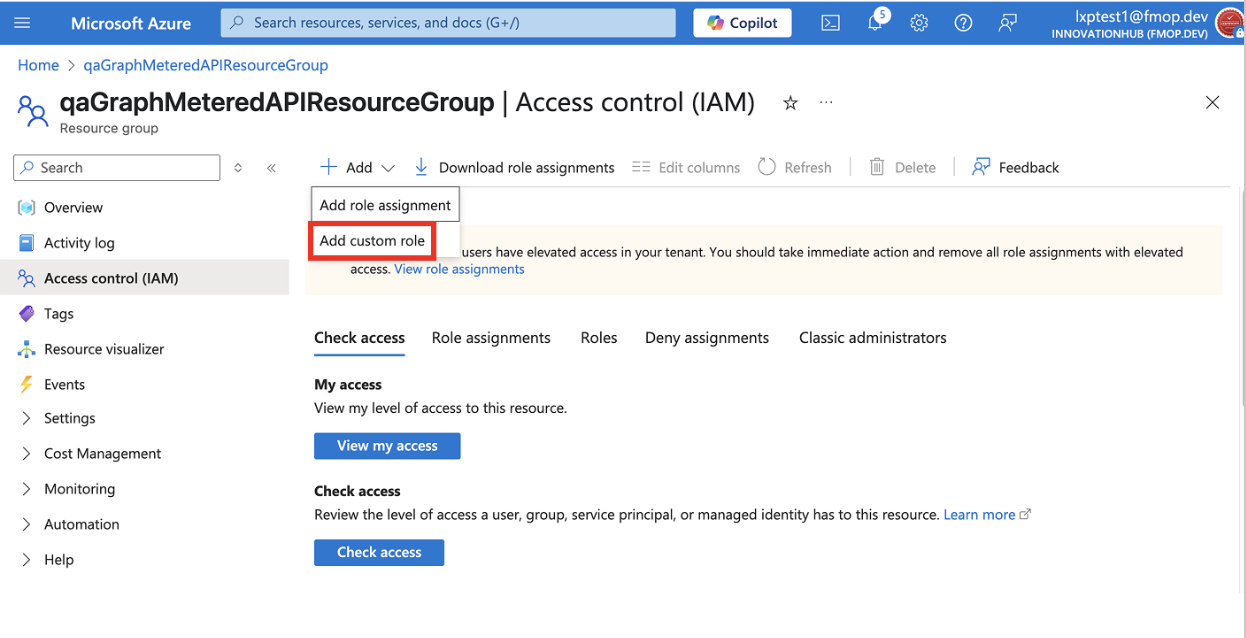 Microsoft Azure
Search resources, services, and docs (G+/)
Copilot
5
lxptest1@fmop.dev
INNOVATIONHUB (FMOP.DEV)
Home > qaGraphMeteredAPIResourceGroup
qaGraphMeteredAPIResourceGroup | Access control (IAM)
Resource group
Search
Add
Download role assignments
Edit columns
Refresh
Delete
Feedback
Add role assignment
Add custom role
users have elevated access in your tenant. You should take immediate action and remove all role assignments with elevated
access. View role assignments
Overview
Activity log
Access control (IAM)
Tags
Resource visualizer
Events
Settings
Cost Management
Monitoring
Automation
Help
Check access
Role assignments
Roles
Deny assignments
Classic administrators
My access
View my level of access to this resource.
View my access
Check access
Review the level of access a user, group, service principal, or managed identity has to this resource. Learn more
Check access